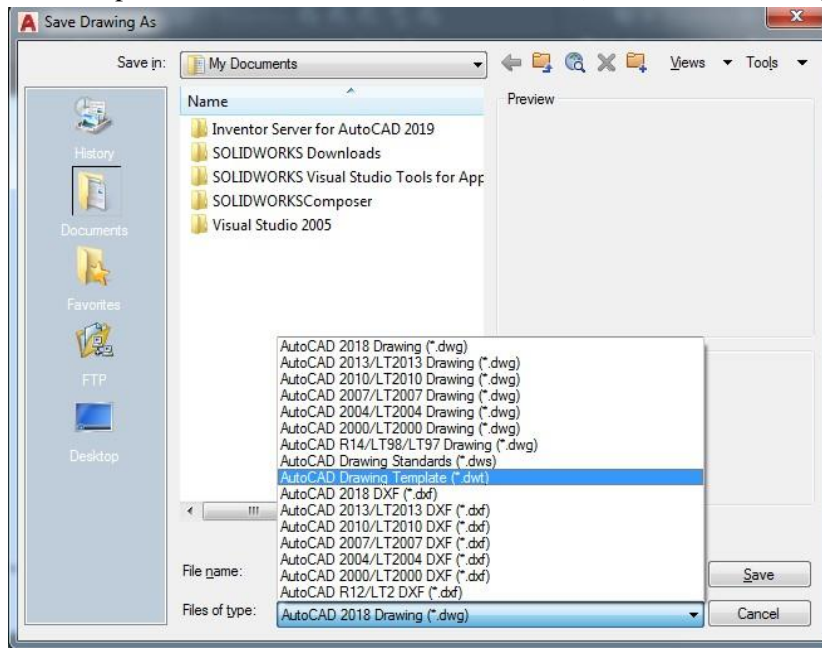 Save Drawing As
Save in:
My Documents
Views
Tools
History
Documents
Favorites
FTP
Desktop
Name
Inventor Server for AutoCAD 2019
SOLIDWORKS Downloads
SOLIDWORKS Visual Studio Tools for App
SOLIDWORKSComposer
Visual Studio 2005
Preview
AutoCAD 2018 Drawing (*.dwg)
AutoCAD 2013/LT2013 Drawing (*.dwg)
AutoCAD 2010/LT2010 Drawing (*.dwg)
AutoCAD 2007/LT2007 Drawing (*.dwg)
AutoCAD 2004/LT2004 Drawing (*.dwg)
AutoCAD 2000/LT2000 Drawing (*.dwg)
AutoCAD R14/LT98/LT97 Drawing (*.dwg)
AutoCAD Drawing Standards (*.dws)
AutoCAD Drawing Template (*.dwt)
AutoCAD 2018 DXF (*.dxf)
AutoCAD 2013/LT2013 DXF (*.dxf)
AutoCAD 2010/LT2010 DXF (*.dxf)
AutoCAD 2007/LT2007 DXF (*.dxf)
AutoCAD 2004/LT2004 DXF (*.dxf)
AutoCAD 2000/LT2000 DXF (*.dxf)
AutoCAD R12/LT2 DXF (*.dxf)
File name:
Save
Files of type:
AutoCAD 2018 Drawing (*.dwg)
Cancel